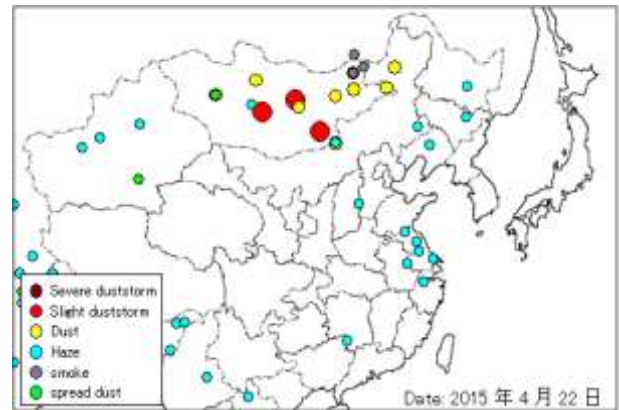 Severe duststorm
Slight duststorm
Dust
Haze
smoke
spread dust
Date: 2015 年 4 月 22 日